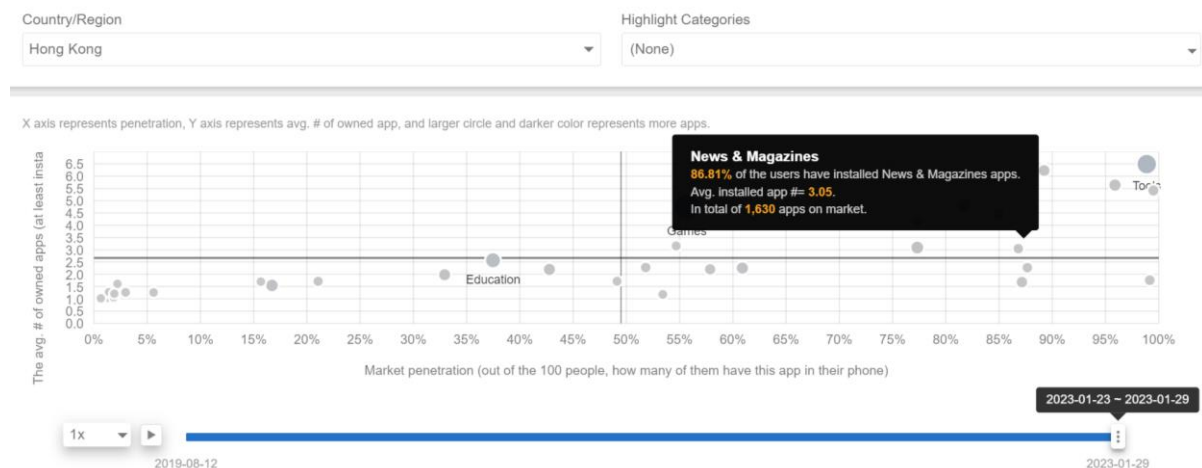 Country/Region
Highlight Categories
Hong Kong
(None)
X axis represents penetration, Y axis represents avg. # of owned app, and larger circle and darker color represents more apps.
The avg. # of owned apps (at least insta
6.5
6.0
5.5
5.0
4.5
4.0
3.5
3.0
2.5
2.0
1.5
1.0
0.5
0.0
News & Magazines
86.81% of the users have installed News & Magazines apps.
Avg. installed app #= 3.05.
In total of 1,630 apps on market.
Tools
Games
Education
0% 5% 10% 15% 20% 25% 30% 35% 40% 45% 50% 55% 60% 65% 70% 75% 80% 85% 90% 95% 100%
Market penetration (out of the 100 people, how many of them have this app in their phone)
2023-01-23 ~ 2023-01-29
1x
2019-08-12
2023-01-29